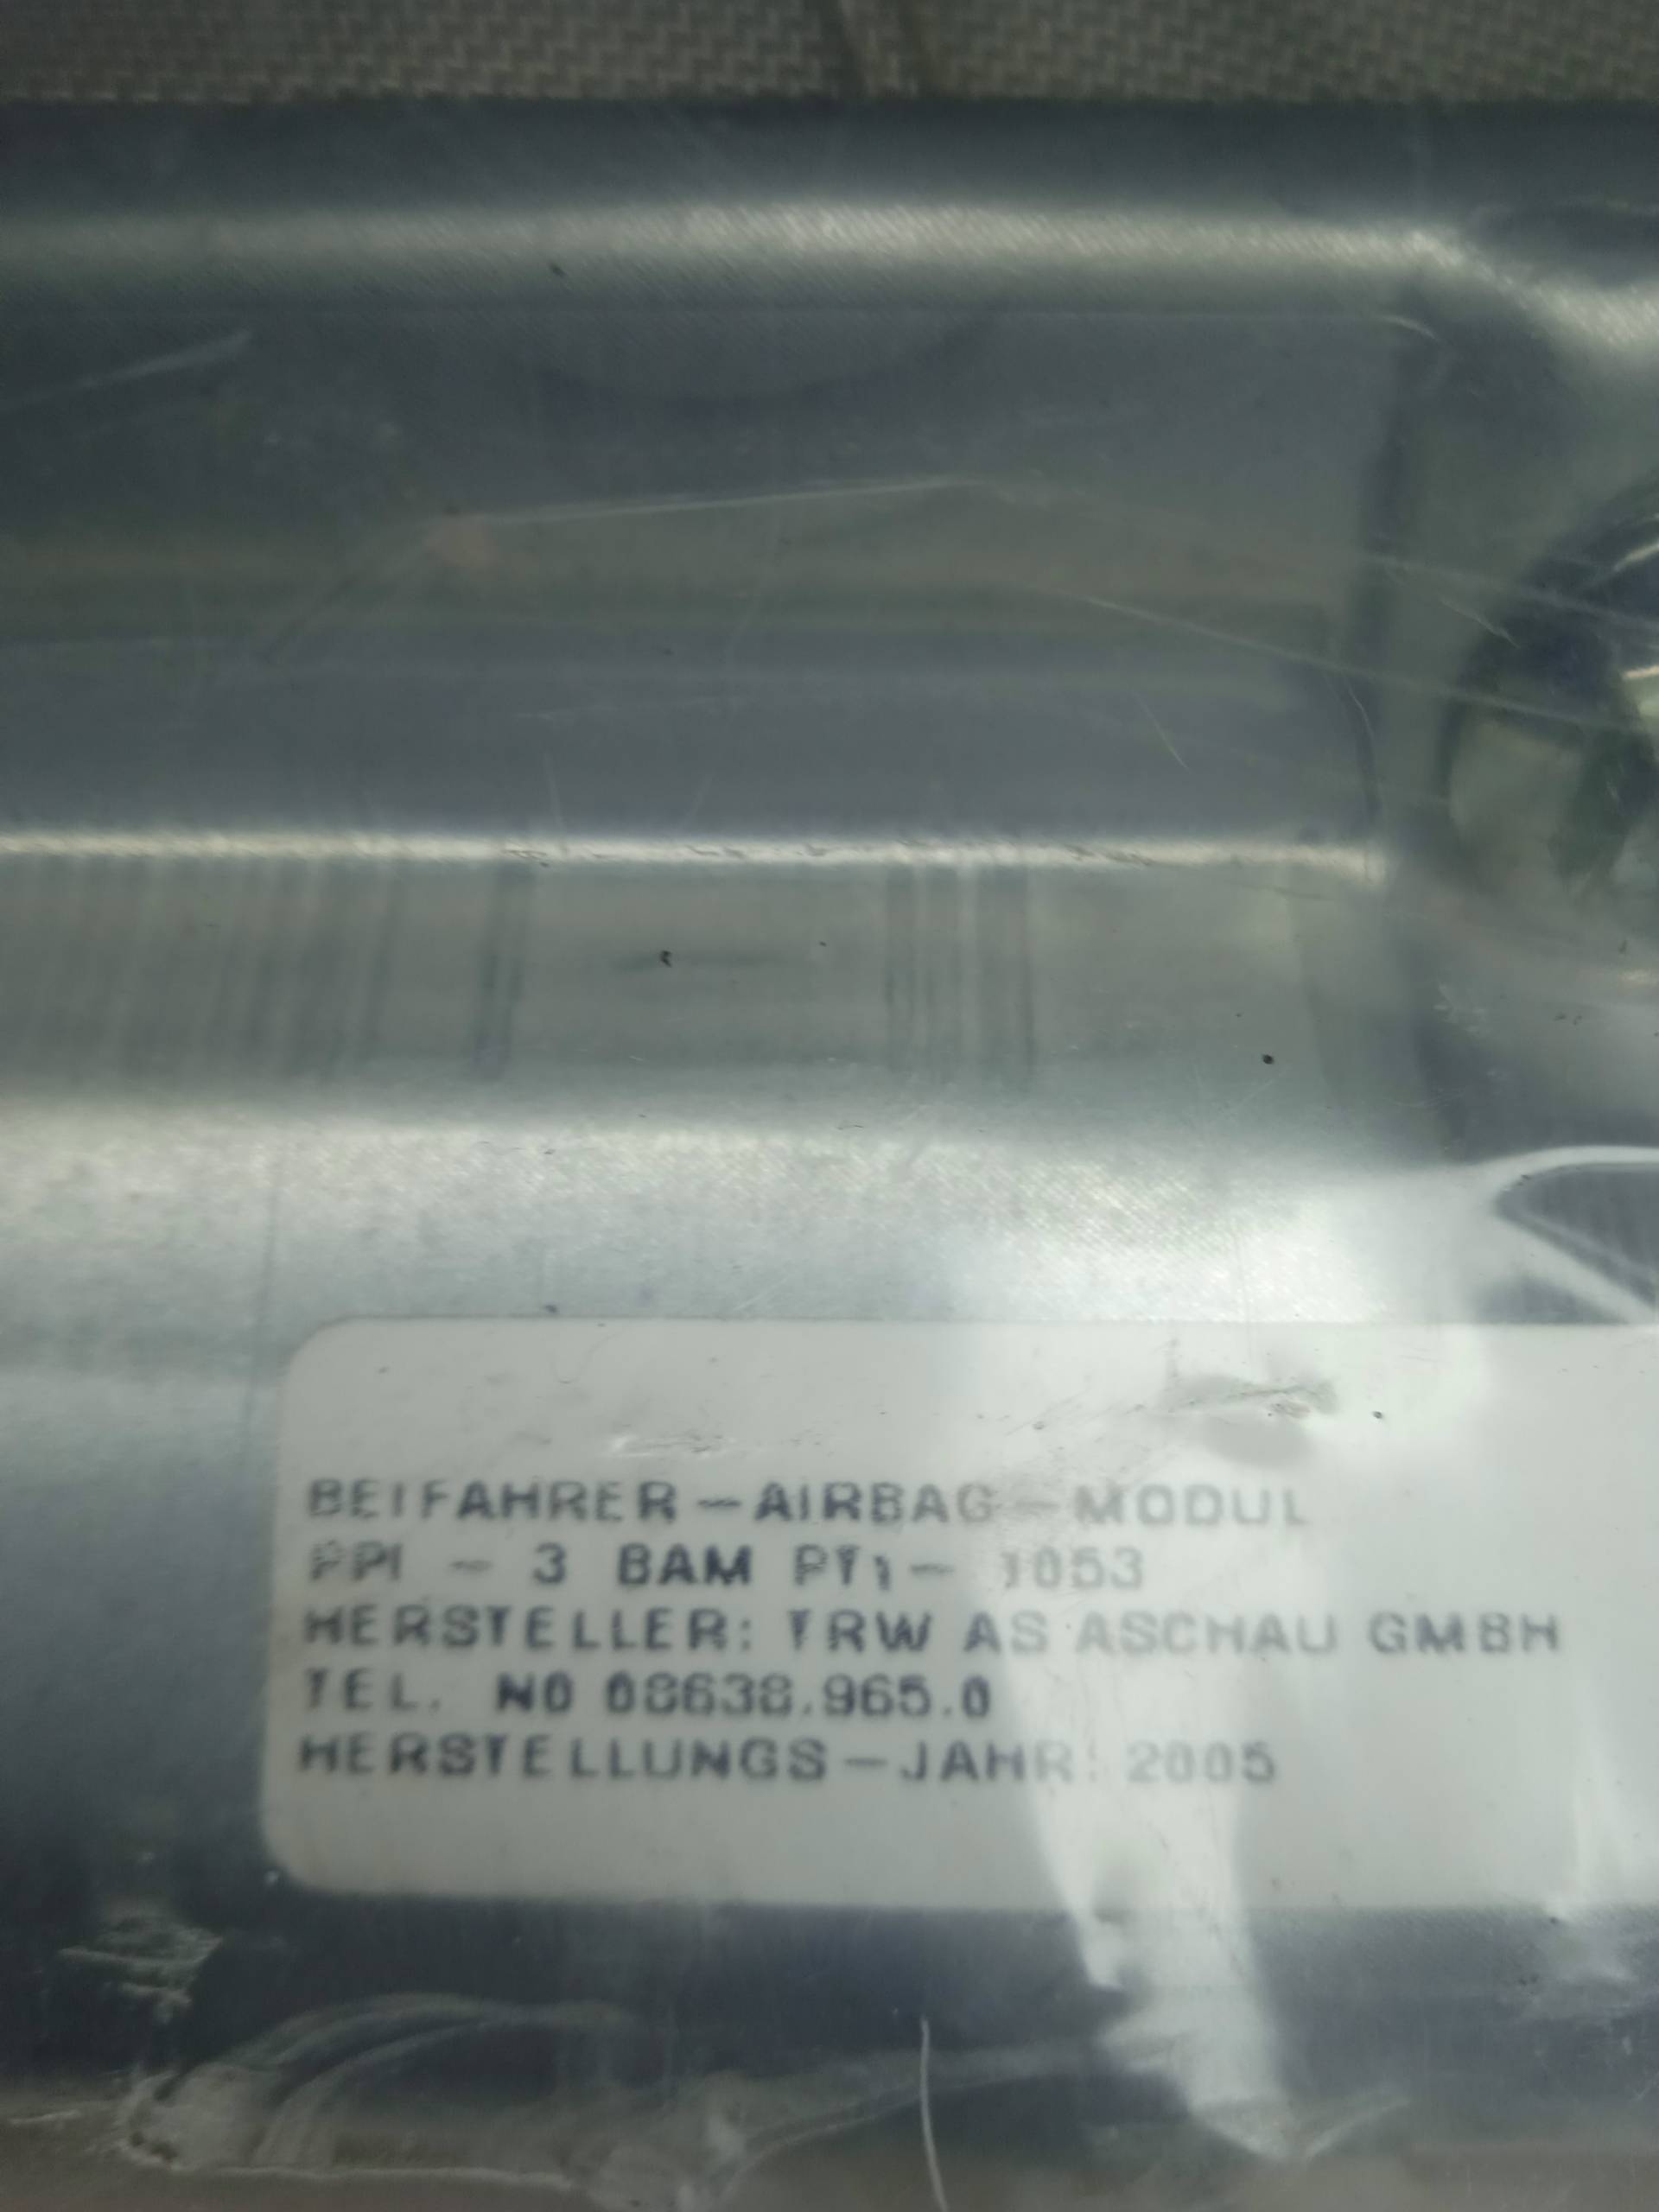 BEIFAHRER-AIRBAG-MODUL
PPI - 3 BAM PT1- 1053
HERSTELLER: TRW AS ASCHAU GMBH
TEL. NO 08638.965.0
HERSTELLUNGS-JAHR: 2005